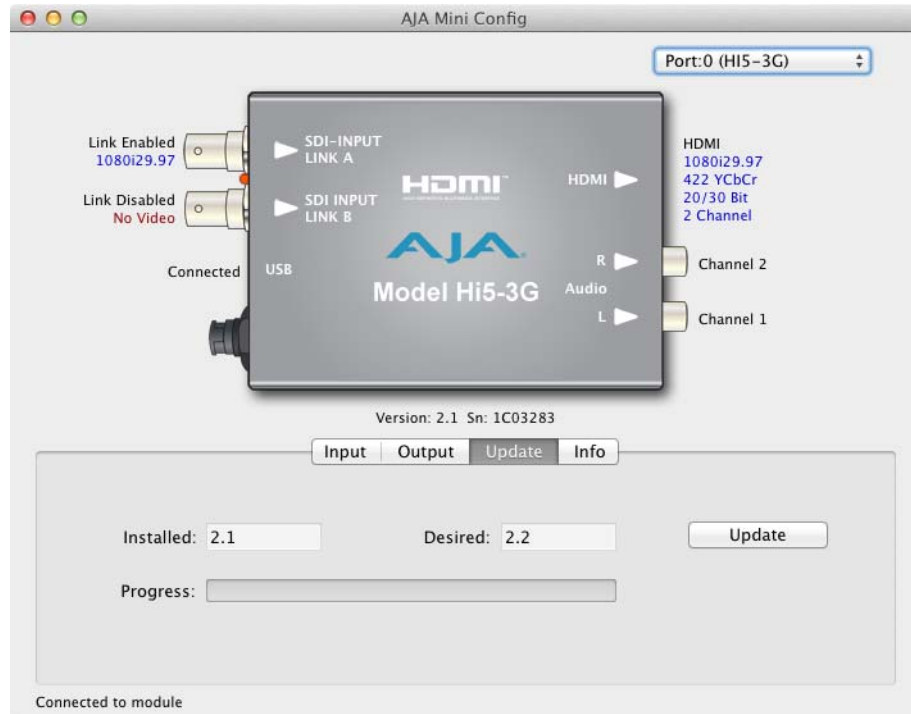 AJA Mini Config
Port:0 (HI5-3G)
Link Enabled
1080i29.97
Link Disabled
No Video
Connected
SDI-INPUT
LINK A
SDI INPUT
LINK B
USB
HDMI
AJA
Model Hi5-3G
HDMI
R
Audio
L
HDMI
1080i29.97
422 YCbCr
20/30 Bit
2 Channel
Channel 2
Channel 1
Version: 2.1 Sn: 1C03283
Input Output Update Info
Installed: 2.1 Desired: 2.2 Update
Progress:
Connected to module